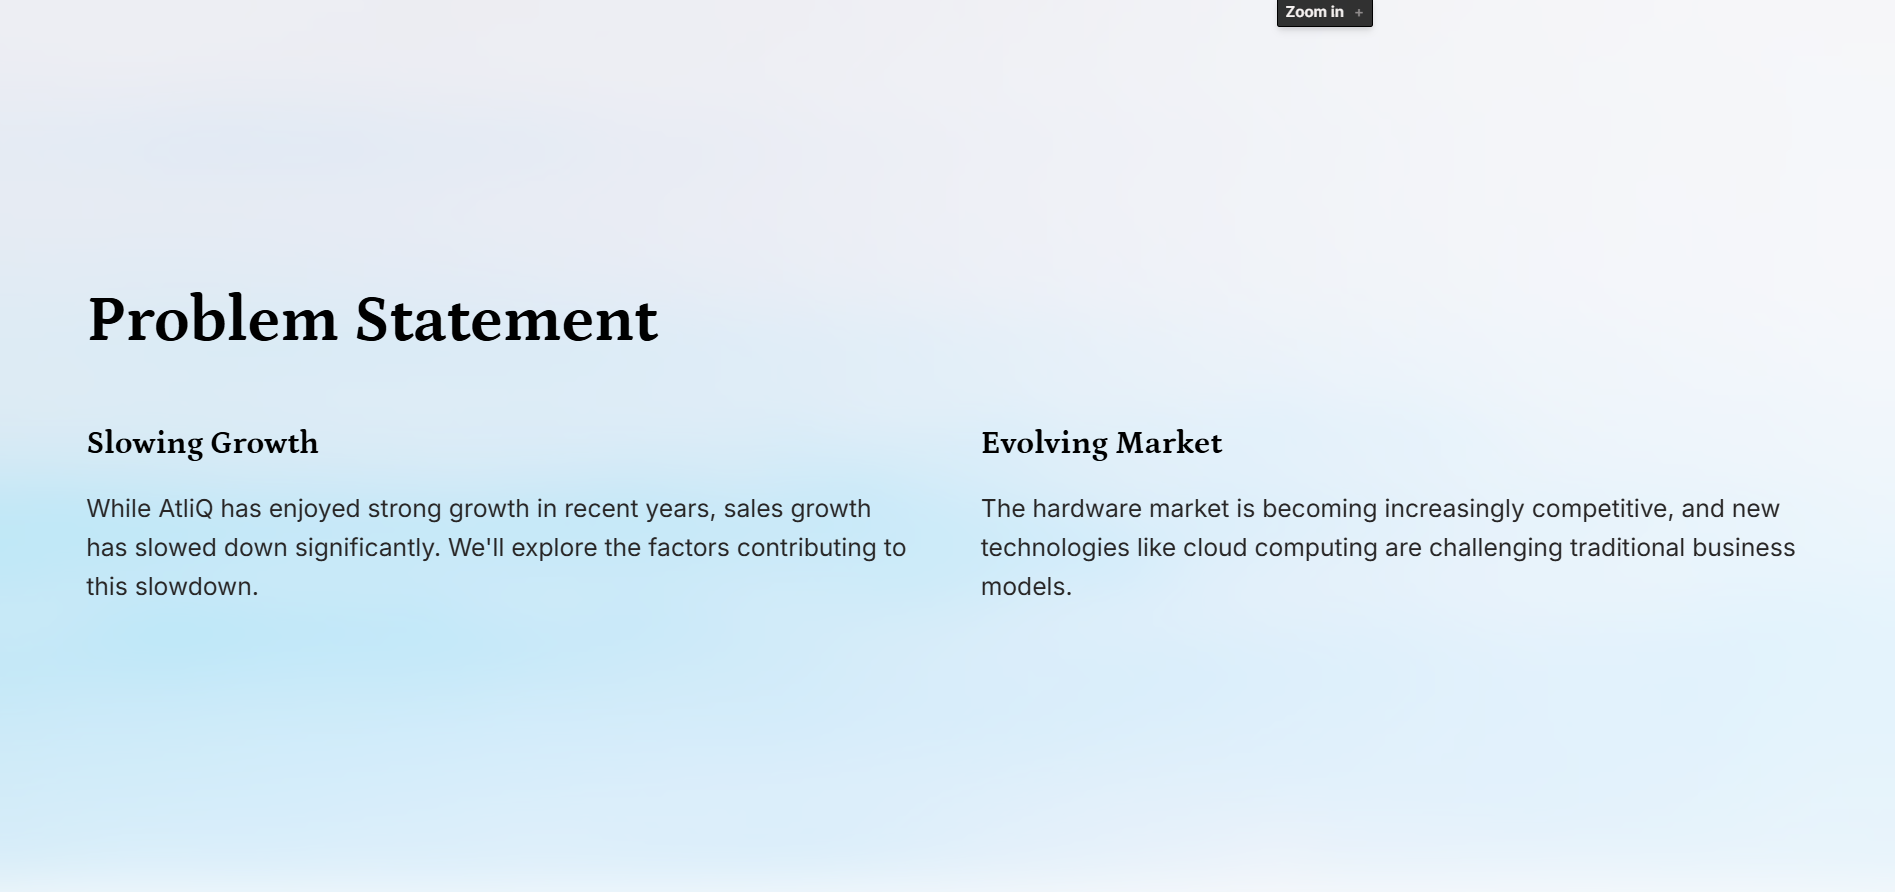 Zoom in +
Problem Statement
Slowing Growth
While AtliQ has enjoyed strong growth in recent years, sales growth
has slowed down significantly. We'll explore the factors contributing to
this slowdown.
Evolving Market
The hardware market is becoming increasingly competitive, and new
technologies like cloud computing are challenging traditional business
models.